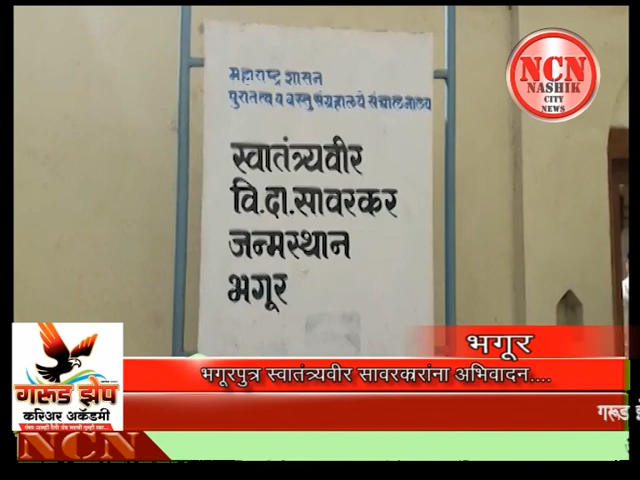 NCN
NASHIK
CITY
NEWS
महाराष्ट्र शासन
पुरातत्व व वस्तुसंग्रहालये संचालनालय
स्वातंत्र्यवीर
वि.दा.सावरकर
जन्मस्थान
भगूर
भगूर
भगूरपुत्र स्वातंत्र्यवीर सावरकरांना अभिवादन....
गरूड झेप
करिअर अकॅडमी
गरूड झे
NCN